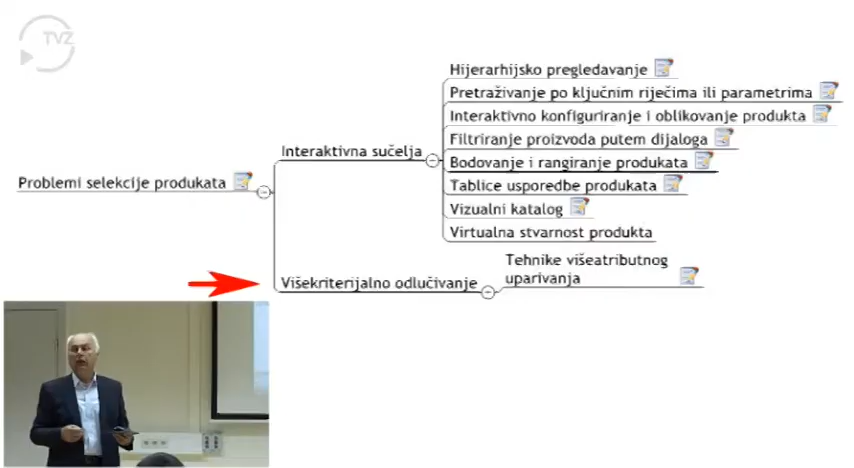 TVZ
Hijerarhijsko pregledavanje
Pretraživanje po ključnim riječima ili parametrima
Interaktivno konfiguriranje i oblikovanje produkta
Filtriranje proizvoda putem dijaloga
Interaktivna sučelja
Bodovanje i rangiranje produkata
Problemi selekcije produkata
Tablice usporedbe produkata
Vizualni katalog
Virtualna stvarnost produkta
Tehnike višeatributnog
uparivanja
Višekriterijalno odlučivanje